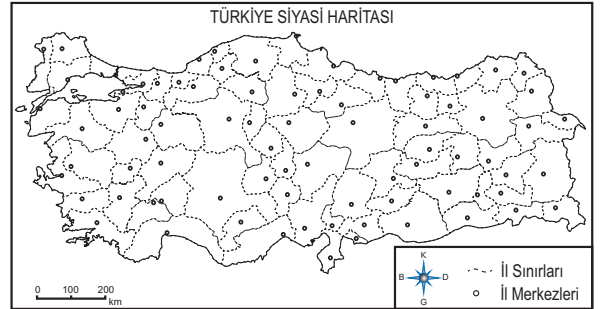 TÜRKİYE SİYASİ HARİTASI
K
B D
G
İl Sınırları
İl Merkezleri
0 100 200
km